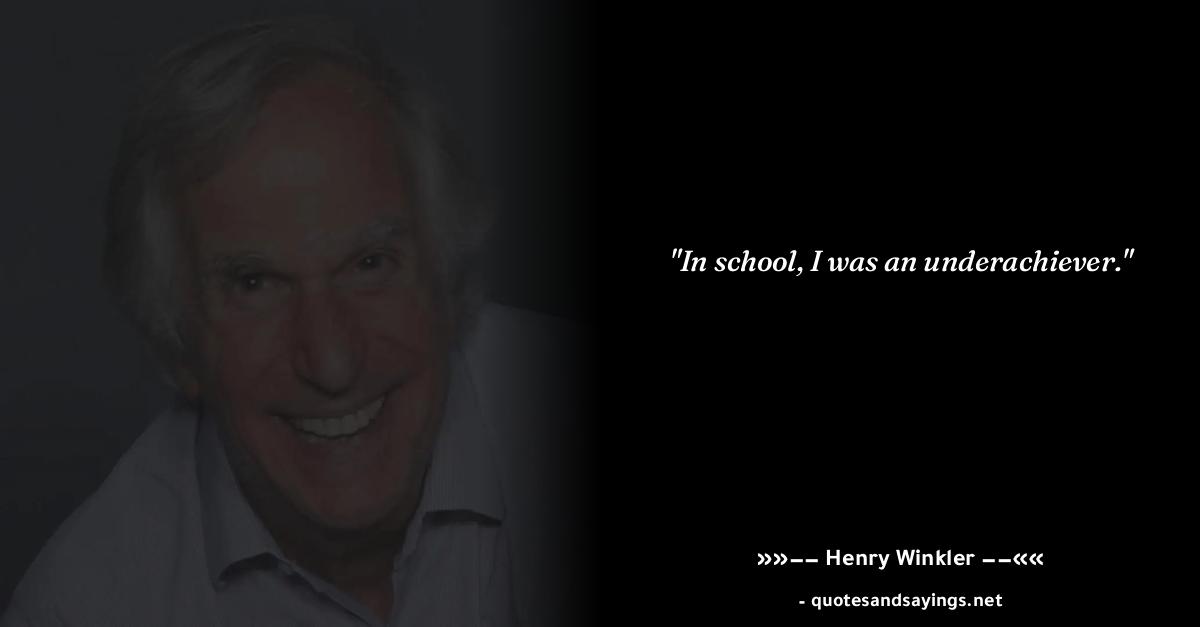 "In school, I was an underachiever."
»»–– Henry Winkler ––««
- quotesandsayings.net